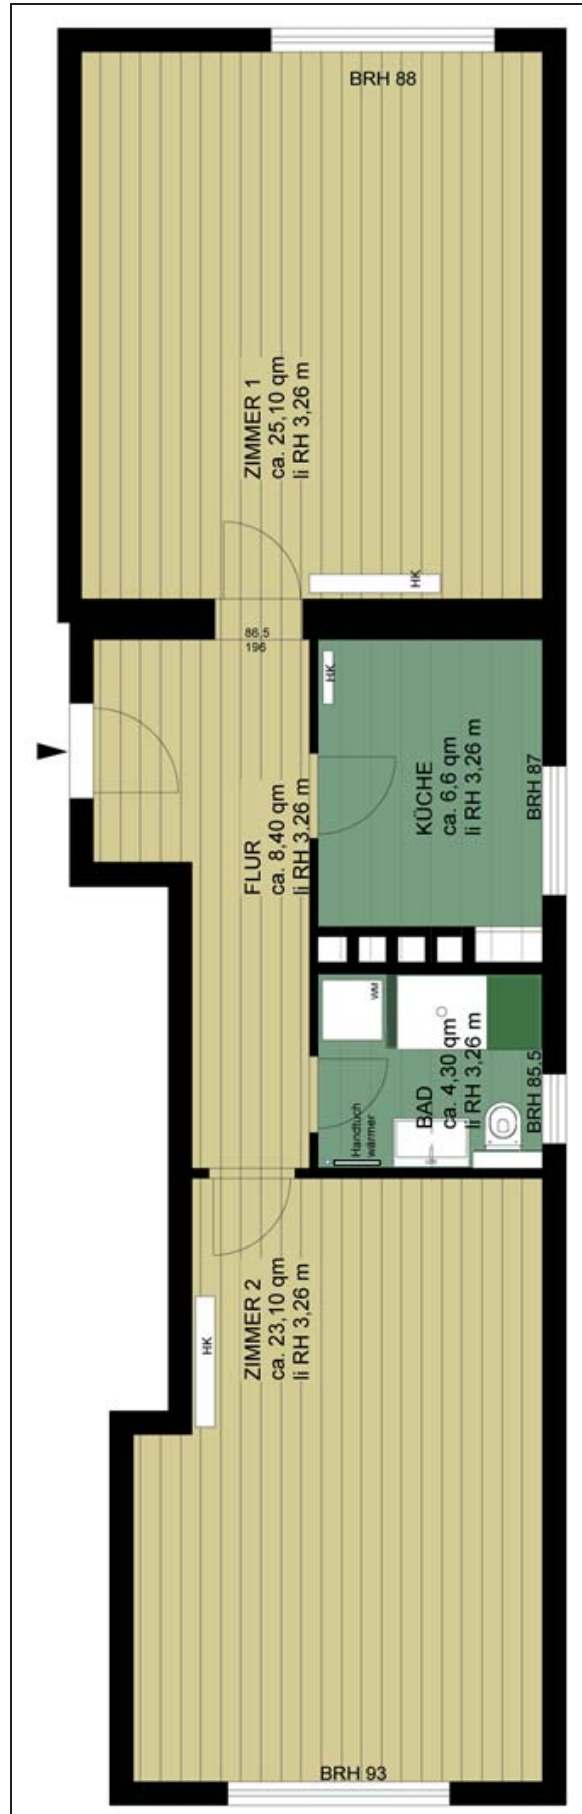 BRH 88
ZIMMER 1
ca. 25,10 qm
li RH 3,26 m
HK
86,5
196
HK
KÜCHE
ca. 6,6 qm
li RH 3,26 m
BRH 87
FLUR
ca. 8,40 qm
li RH 3.26 m
WM
BAD
ca. 4,30 qm
li RH 3,26 m
BRH 85,5
Handtuch
wärmer
ZIMMER 2
ca. 23,10 qm
li RH 3,26 m
HK
BRH 93